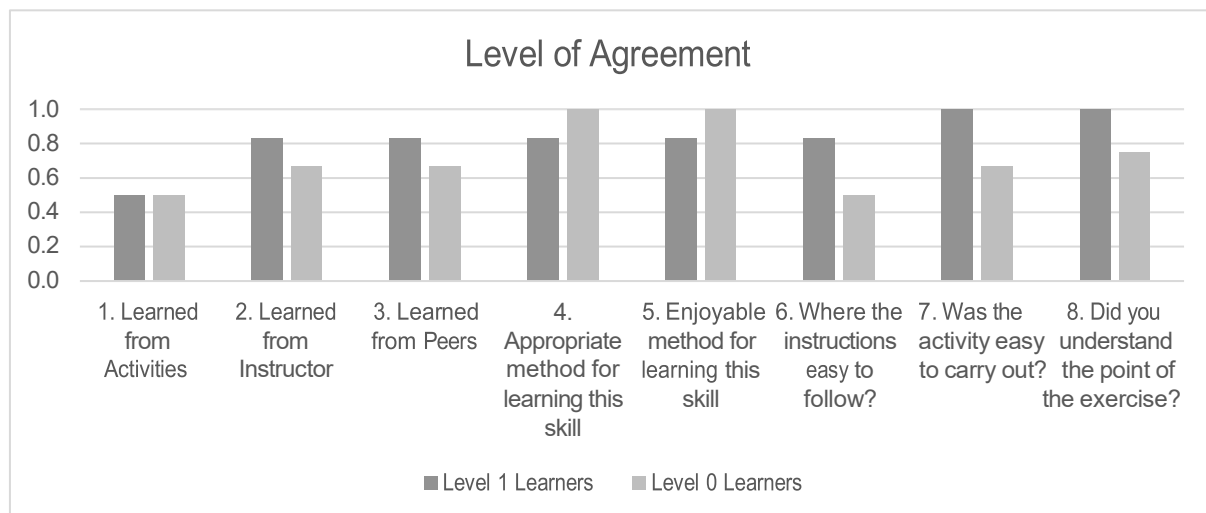 Level of Agreement
1.0
0.8
0.6
0.4
0.2
0.0
1. Learned
from
Activities
2. Learned
from
Instructor
3. Learned
from Peers
4.
Appropriate
method for
learning this
skill
5. Enjoyable
method for
learning this
skill
6. Where the
instructions
easy to
follow?
7. Was the
activity easy
to carry out?
8. Did you
understand
the point of
the exercise?
Level 1 Learners
Level 0 Learners